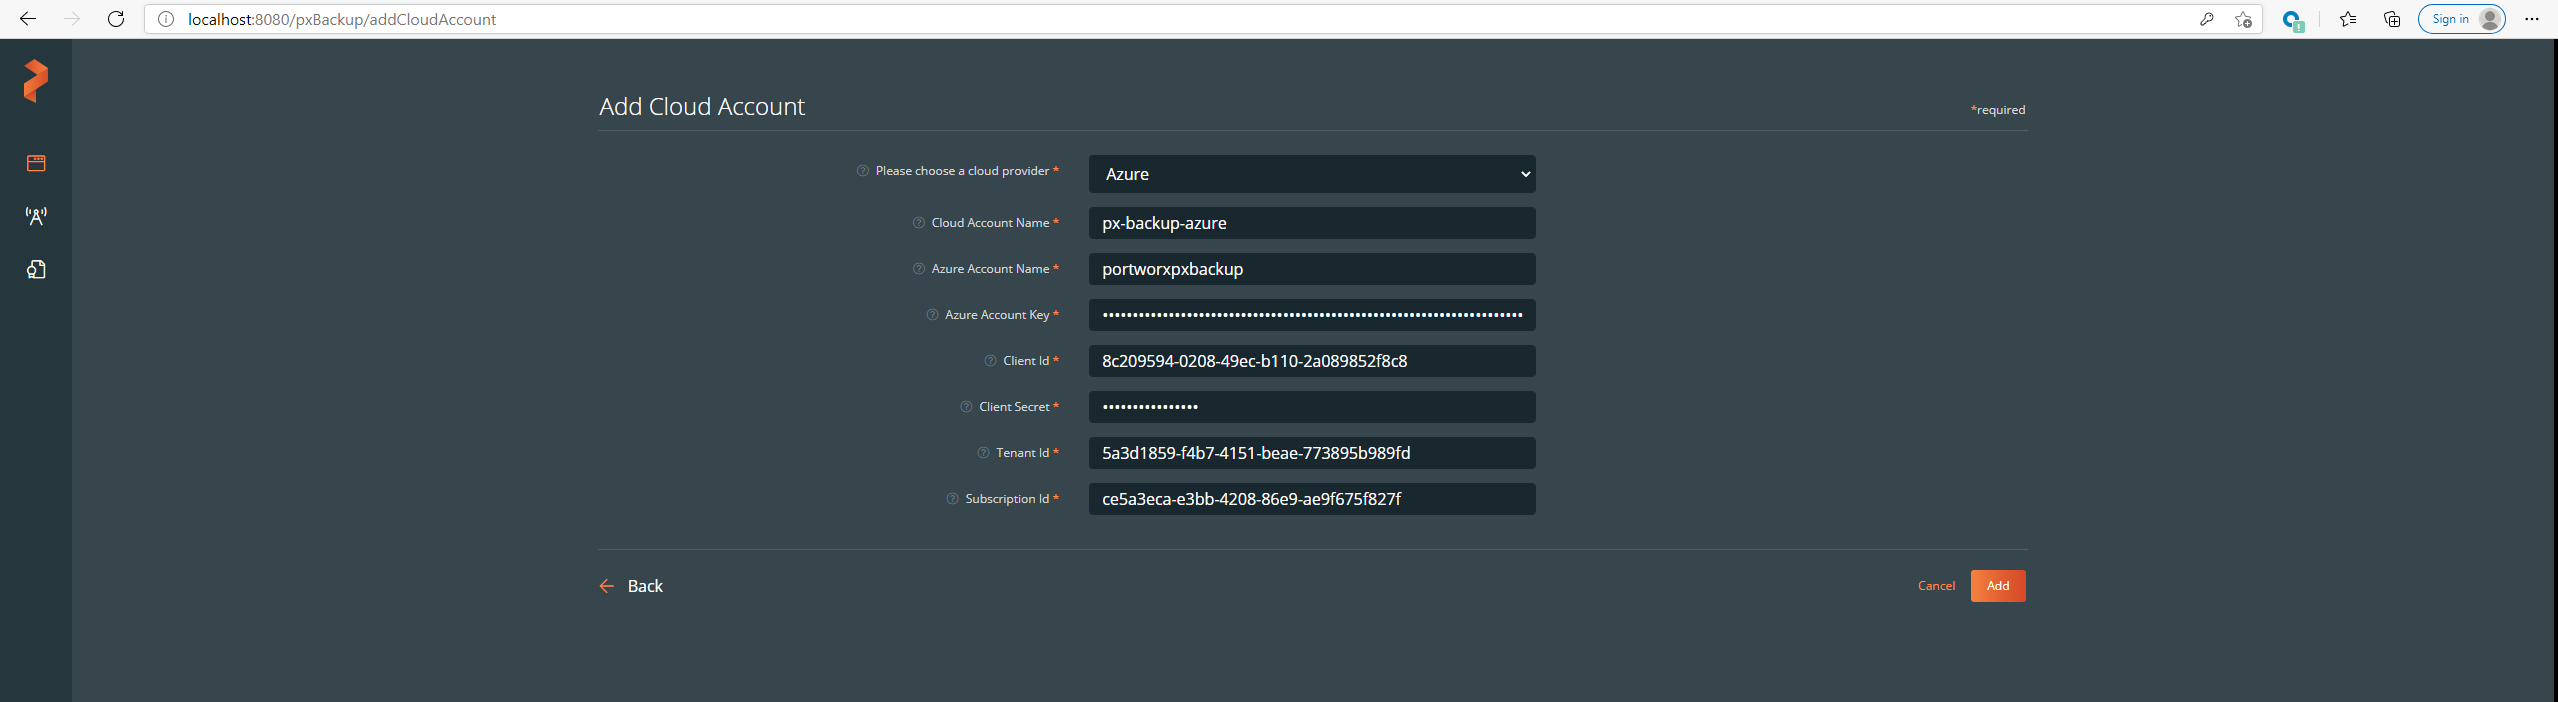 localhost:8080/pxBackup/addCloudAccount
Sign in
Add Cloud Account
*required
Please choose a cloud provider *
Azure
Cloud Account Name *
px-backup-azure
Azure Account Name *
portworxpxbackup
Azure Account Key *
Client Id *
8c209594-0208-49ec-b110-2a089852f8c8
Client Secret *
Tenant Id *
5a3d1859-f4b7-4151-beae-773895b989fd
Subscription Id *
ce5a3eca-e3bb-4208-86e9-ae9f675f827f
Back
Cancel
Add